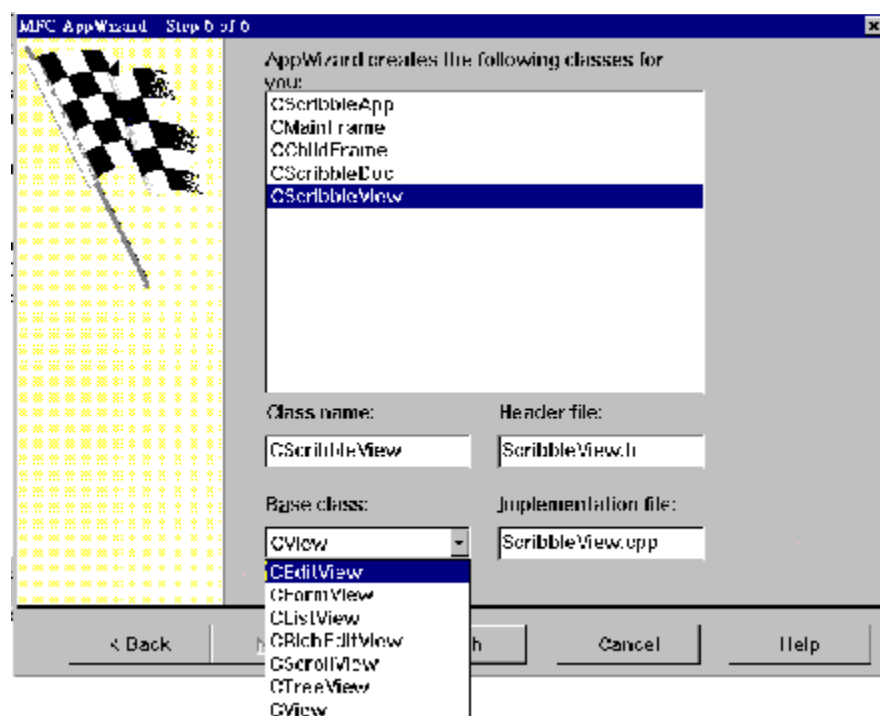 MFC AppWizard - Step 6 of 6
AppWizard creates the following classes for
you:
CScribbleApp
CMainFrame
CChildFrame
CScribbleDoc
CScribbleView
Class name:
Header file:
CScribbleView
ScribbleView.h
Base class:
Implementation file:
CView
ScribbleView.cpp
CEditView
CFormView
CListView
CRichEditView
CScrollView
CTreeView
CView
< Back
Cancel
Help